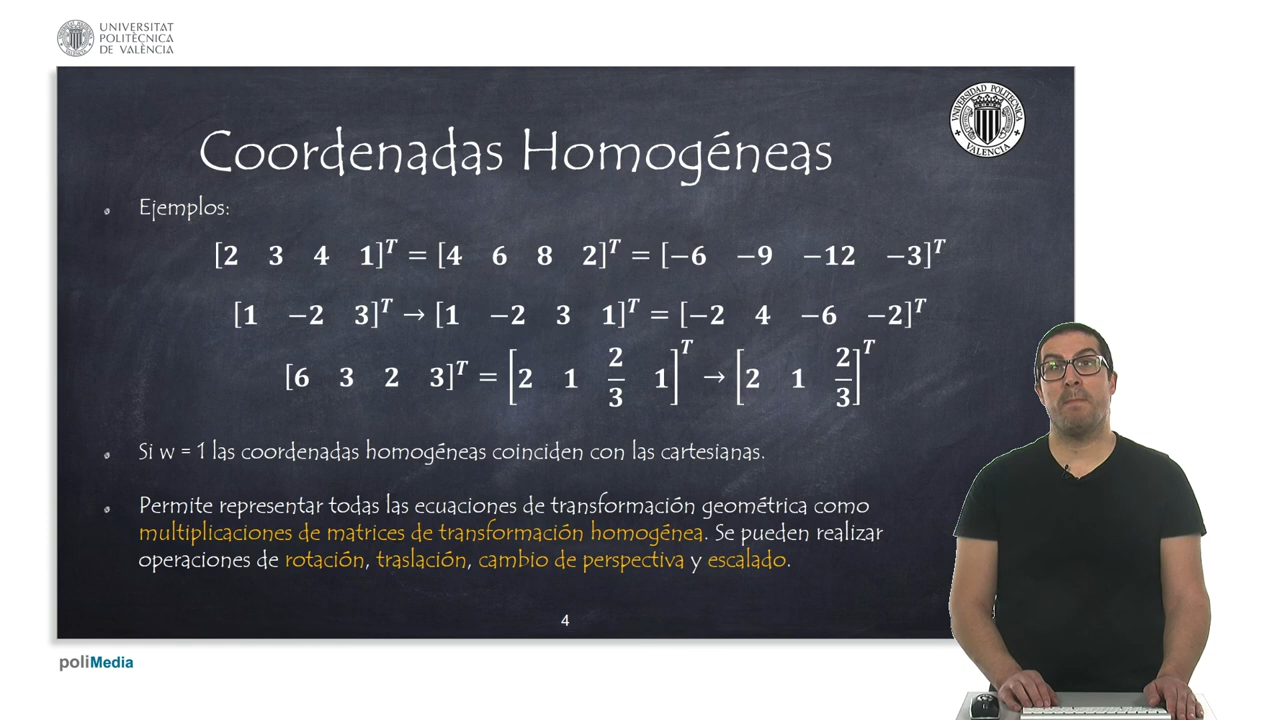 UNIVERSITAT
POLITÈCNICA
DE VALÈNCIA
UNIVERSIDAD POLITECNICA
VALENCIA
Coordenadas Homogéneas
Ejemplos:
[2 3 4 1]^T = [4 6 8 2]^T = [−6 −9 −12 −3]^T
[1 −2 3]^T → [1 −2 3 1]^T = [−2 4 −6 −2]^T
[6 3 2 3]^T = [2 1 2/3 1]^T → [2 1 2/3]^T
Si w = 1 las coordenadas homogéneas coinciden con las cartesianas.
Permite representar todas las ecuaciones de transformación geométrica como
multiplicaciones de matrices de transformación homogénea. Se pueden realizar
operaciones de rotación, traslación, cambio de perspectiva y escalado.
4
poliMedia